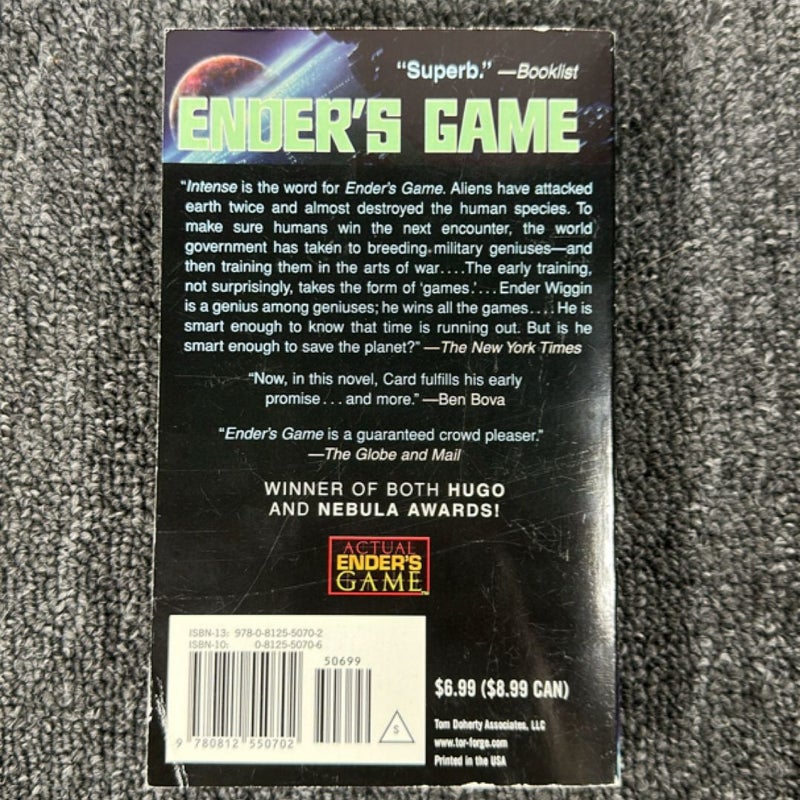 "Superb." —Booklist
ENDER'S GAME
"Intense is the word for Ender's Game. Aliens have attacked
earth twice and almost destroyed the human species. To
make sure humans win the next encounter, the world
government has taken to breeding military geniuses—and
then training them in the arts of war....The early training,
not surprisingly, takes the form of 'games.'... Ender Wiggin
is a genius among geniuses; he wins all the games.... He is
smart enough to know that time is running out. But is he
smart enough to save the planet?" —The New York Times
"Now, in this novel, Card fulfills his early
promise...and more." —Ben Bova
"Ender's Game is a guaranteed crowd pleaser."
—The Globe and Mail
WINNER OF BOTH HUGO
AND NEBULA AWARDS!
ACTUAL
ENDER'S
GAME™
ISBN-13: 978-0-8125-5070-2
ISBN-10: 0-8125-5070-6
50699
9 780812 550702
S
$6.99 ($8.99 CAN)
Tom Doherty Associates, LLC
www.tor-forge.com
Printed in the USA